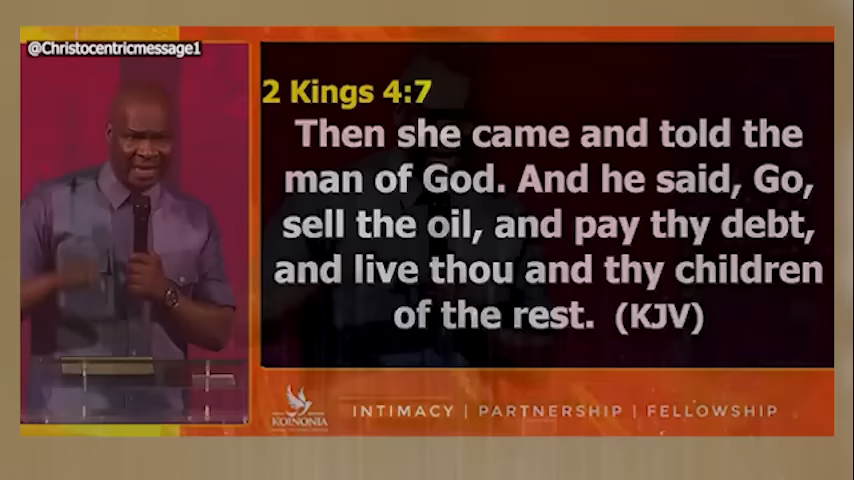 @Christocentricmessage1
2 Kings 4:7
Then she came and told the
man of God. And he said, Go,
sell the oil, and pay thy debt,
and live thou and thy children
of the rest. (KJV)
KOINONIA
INTIMACY | PARTNERSHIP | FELLOWSHIP